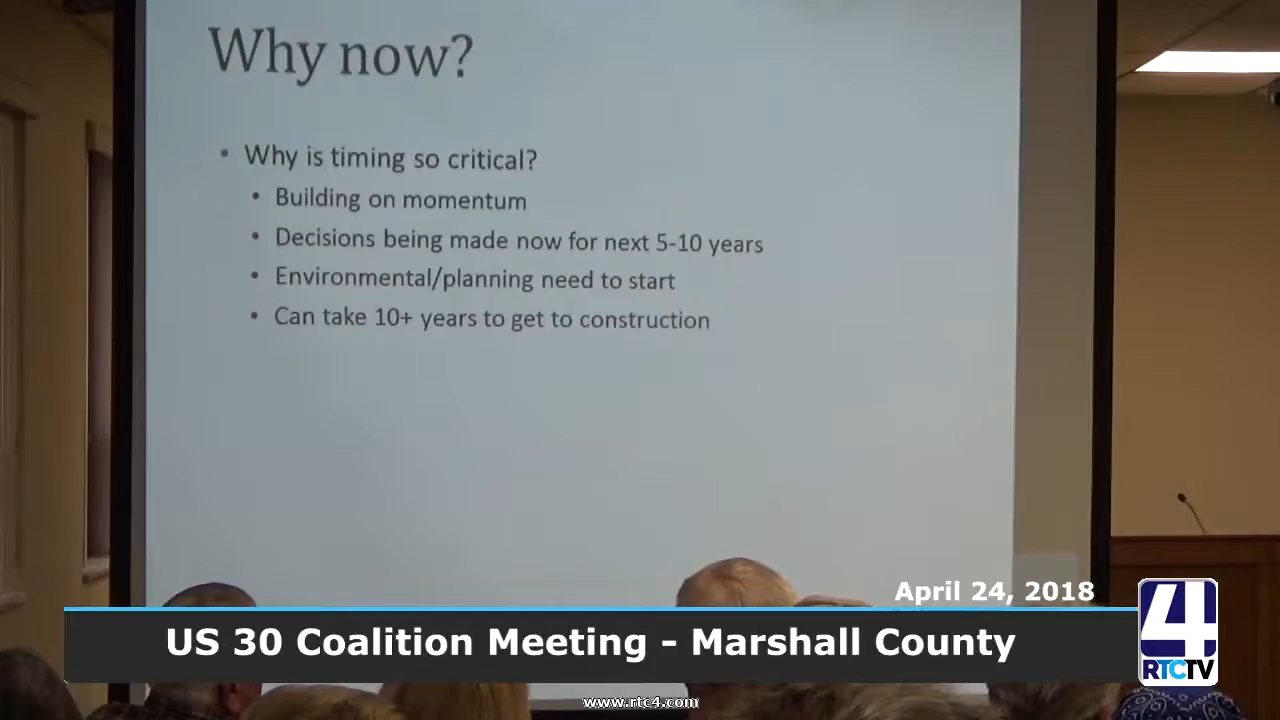 Why now?
• Why is timing so critical?
• Building on momentum
• Decisions being made now for next 5-10 years
• Environmental/planning need to start
• Can take 10+ years to get to construction
April 24, 2018
US 30 Coalition Meeting - Marshall County
4
RTCTV
www.rtc4.com